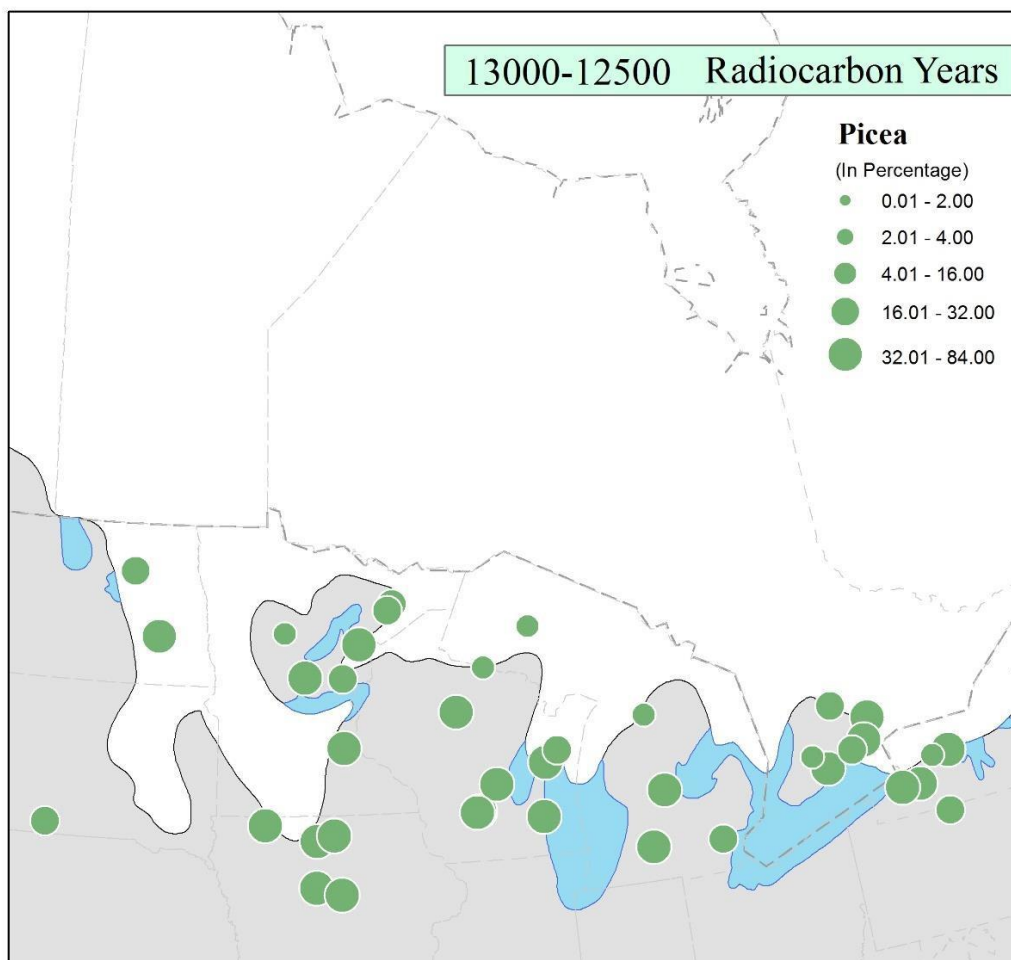 13000-12500 Radiocarbon Years
Picea
(In Percentage)
0.01 - 2.00
2.01 - 4.00
4.01 - 16.00
16.01 - 32.00
32.01 - 84.00